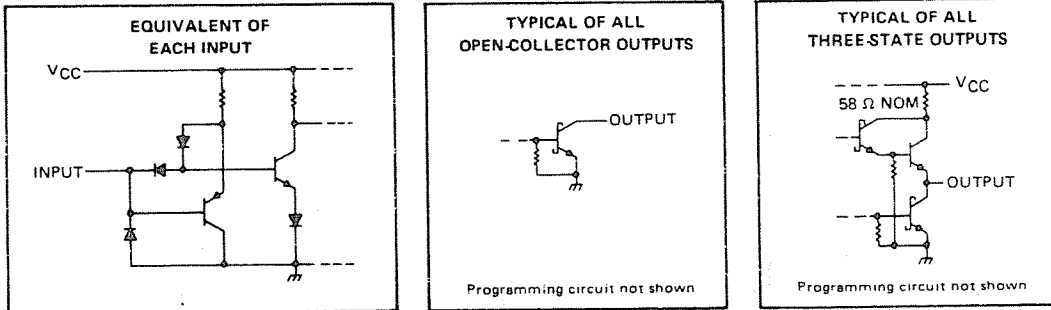 EQUIVALENT OF
EACH INPUT
VCC
INPUT
TYPICAL OF ALL
OPEN-COLLECTOR OUTPUTS
OUTPUT
Programming circuit not shown
TYPICAL OF ALL
THREE-STATE OUTPUTS
VCC
58 Ω NOM
OUTPUT
Programming circuit not shown